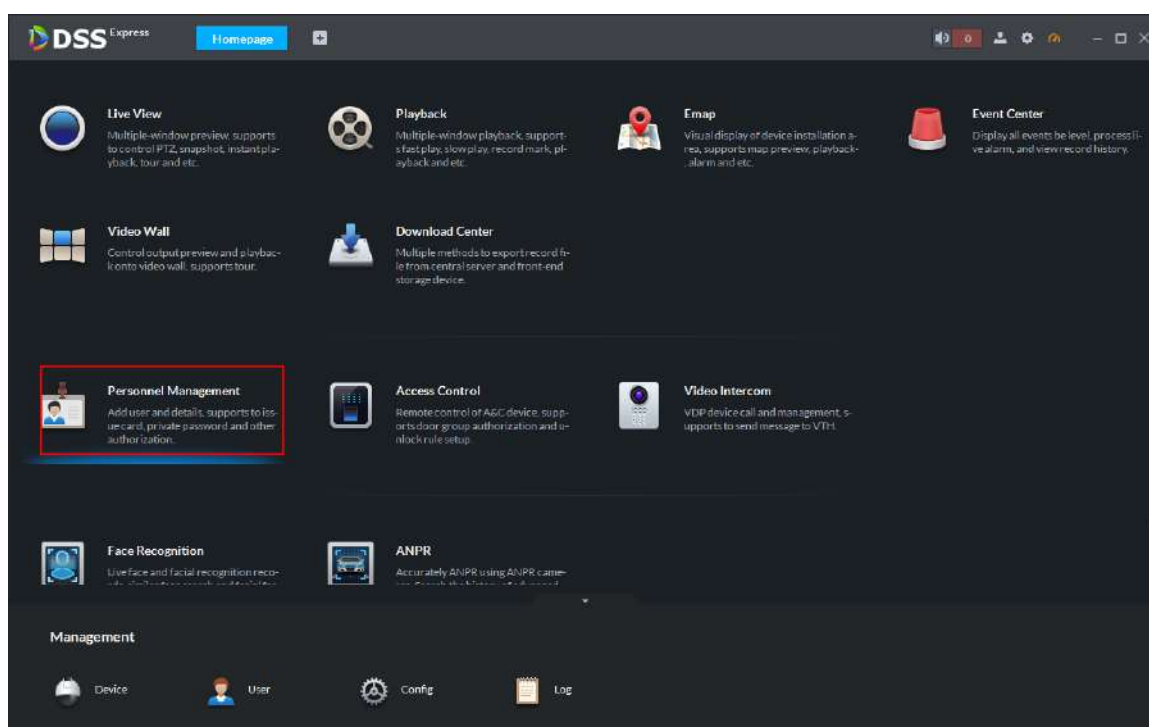 DSS Express
Homepage
0
Live View
Multiple-window preview, supports
to control PTZ, snapshot, instant pla-
yback, tour and etc.
Playback
Multiple-window playback, support-
s fast play, slow play, record mark, pl-
ayback and etc.
Emap
Visual display of device installation a-
rea, supports map preview, playback-
, alarm and etc.
Event Center
Display all events be level, process li-
ve alarm, and view record history.
Video Wall
Control output preview and playbac-
k onto video wall, supports tour.
Download Center
Multiple methods to export record fi-
le from central server and front-end
storage device.
Personnel Management
Add user and details, supports to iss-
ue card, private password and other
authorization.
Access Control
Remote control of A&C device, supp-
orts door group authorization and u-
nlock rule setup.
Video Intercom
VDP device call and management, s-
upports to send message to VTH.
Face Recognition
Live face and facial recognition reco-
ANPR
Accurately ANPR using ANPR came-
Management
Device
User
Config
Log